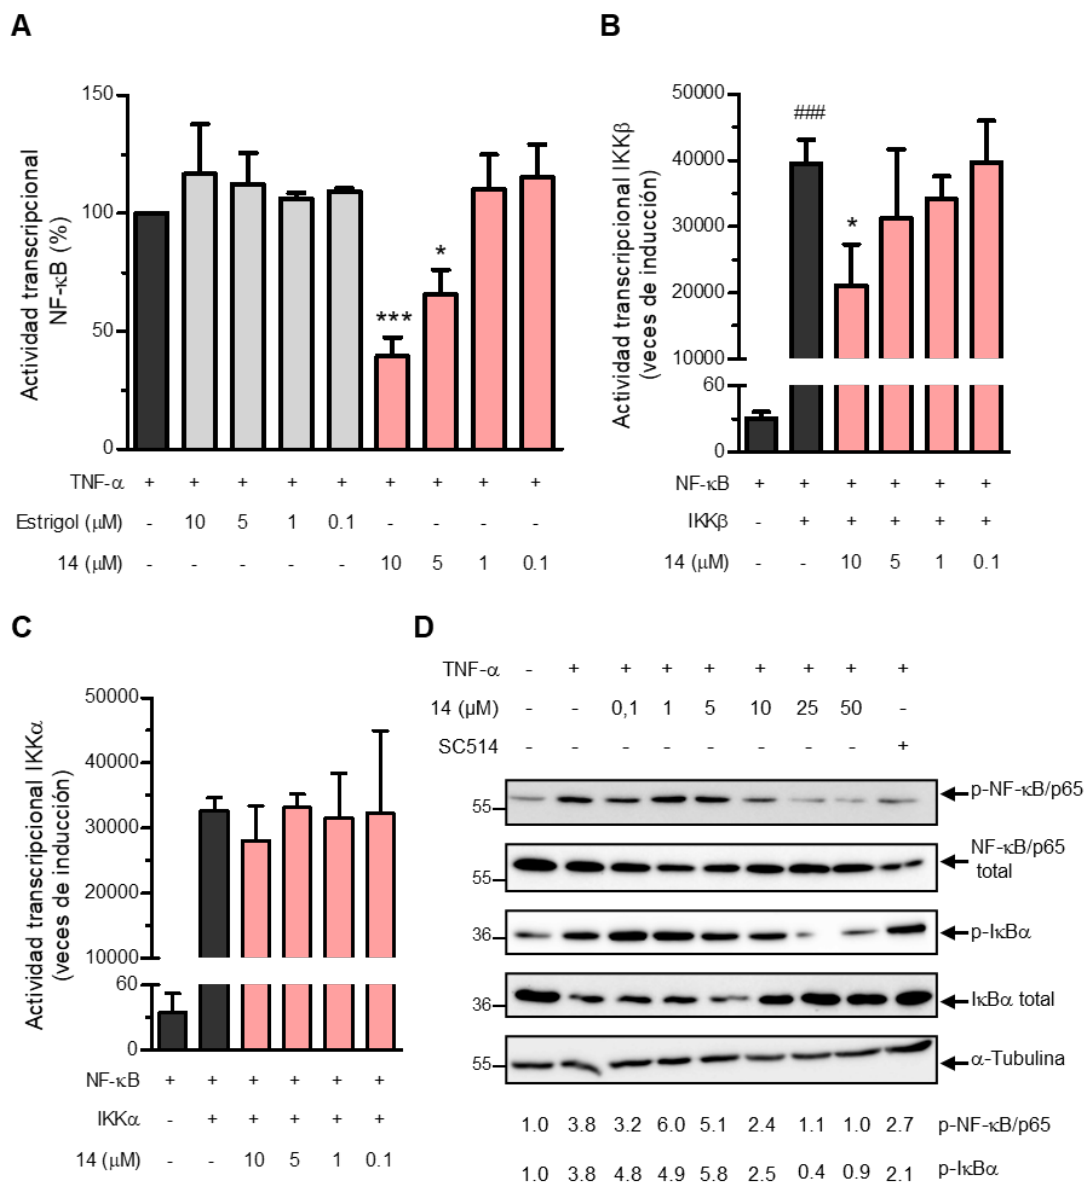 A
150
100
50
0
Actividad transcripcional
NF-κB (%)
***
*
TNF-α + + + + + + + + +
Estrigol (μM) - 10 5 1 0.1 - - - -
14 (μM) - - - - - 10 5 1 0.1
B
50000
40000
30000
20000
10000
60
0
Actividad transcripcional IKKβ
(veces de inducción)
###
*
NF-κB + + + + + +
IKKβ - + + + + +
14 (μM) - - 10 5 1 0.1
C
50000
40000
30000
20000
10000
60
0
Actividad transcripcional IKKα
(veces de inducción)
NF-κB + + + + + +
IKKα - + + + + +
14 (μM) - - 10 5 1 0.1
D
TNF-α - + + + + + + + +
14 (μM) - - 0,1 1 5 10 25 50 -
SC514 - - - - - - - - +
55 p-NF-κB/p65
55 NF-κB/p65
total
36 p-IκBα
36 IκBα total
55 α-Tubulina
1.0 3.8 3.2 6.0 5.1 2.4 1.1 1.0 2.7 p-NF-κB/p65
1.0 3.8 4.8 4.9 5.8 2.5 0.4 0.9 2.1 p-IκBα